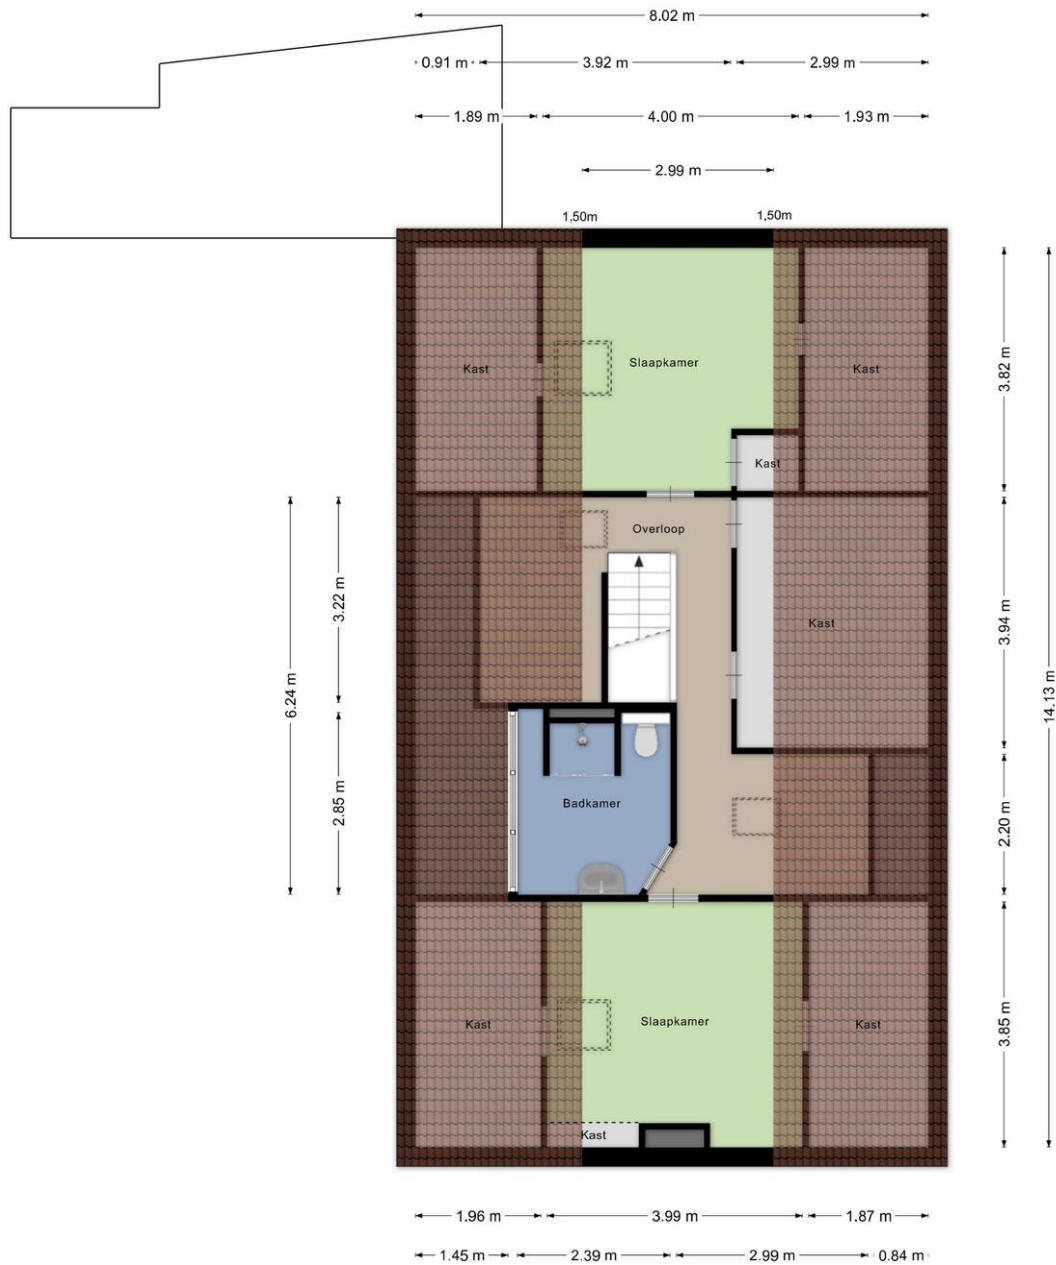 8.02 m
0.91 m 3.92 m 2.99 m
1.89 m 4.00 m 1.93 m
2.99 m
1,50m 1,50m
Kast Slaapkamer Kast
3.82 m
Kast
Overloop
3.22 m
Kast
3.94 m
6.24 m
14.13 m
2.85 m
Badkamer
2.20 m
Kast Slaapkamer Kast
3.85 m
Kast
1.96 m 3.99 m 1.87 m
1.45 m 2.39 m 2.99 m 0.84 m